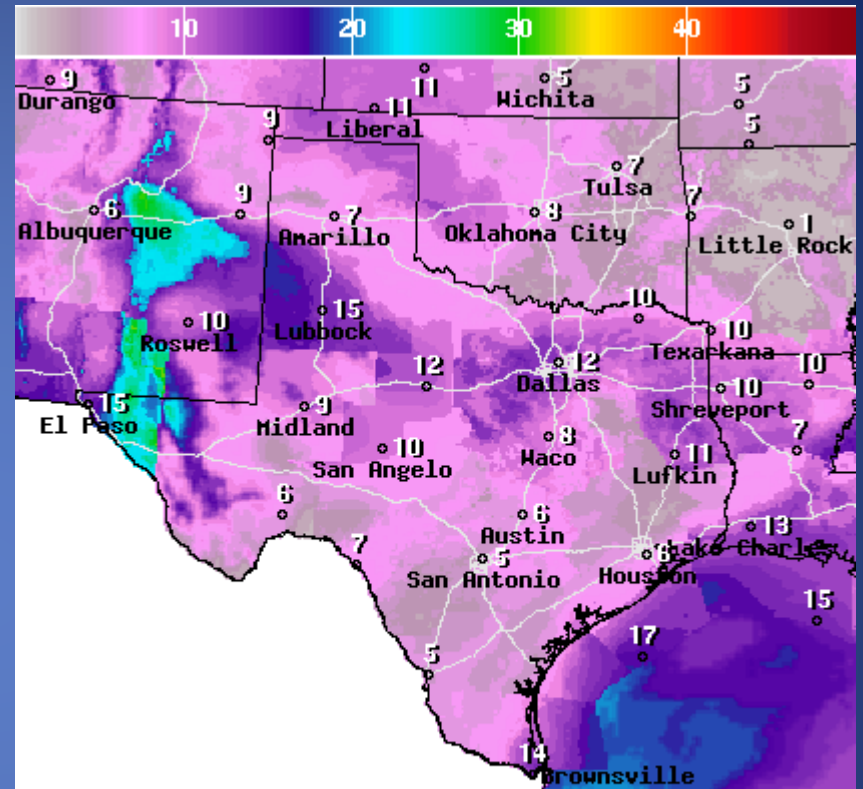 10 20 30 40
9 Durango
11
5 Wichita
5
11 Liberal
9
5
7 Tulsa
6 Albuquerque
9
7 Amarillo
8 Oklahoma City
7
1 Little Rock
10 Roswell
15 Lubbock
10
10 Texarkana
12
12 Dallas
10 Shreveport
10
15 El Paso
9 Midland
10 San Angelo
8 Waco
11 Lufkin
7
6
6 Austin
13 Lake Charles
7
5 San Antonio
6 Houston
15
17
5
14 Brownsville